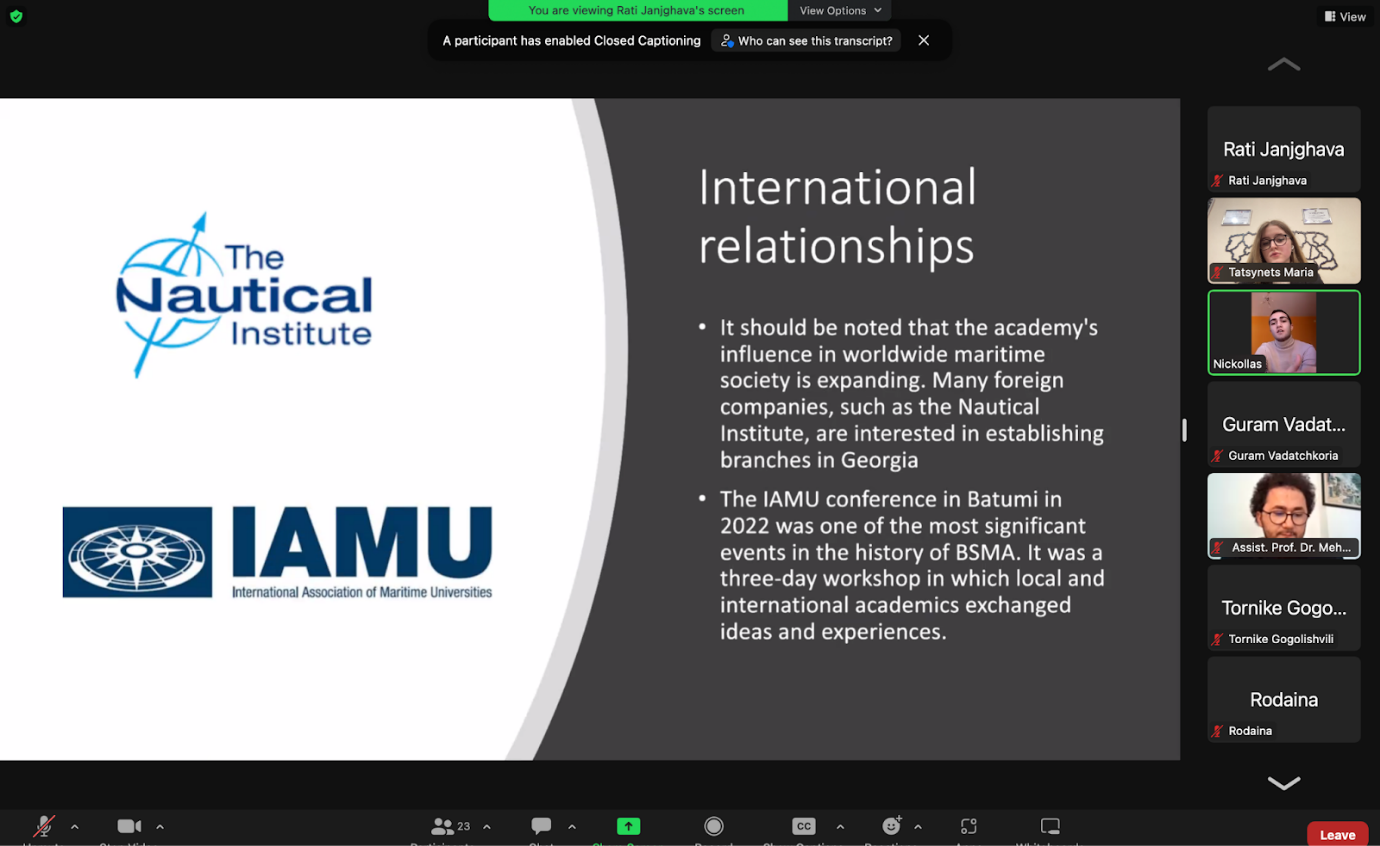 You are viewing Rati Janjghava's screen
View Options
View
A participant has enabled Closed Captioning
Who can see this transcript?
The
Nautical
Institute
IAMU
International Association of Maritime Universities
International
relationships
• It should be noted that the academy's
influence in worldwide maritime
society is expanding. Many foreign
companies, such as the Nautical
Institute, are interested in establishing
branches in Georgia
• The IAMU conference in Batumi in
2022 was one of the most significant
events in the history of BSMA. It was a
three-day workshop in which local and
international academics exchanged
ideas and experiences.
Rati Janjghava
Rati Janjghava
Tatsynets Maria
Nickollas
Guram Vadat...
Guram Vadatchkoria
Assist. Prof. Dr. Meh...
Tornike Gogo...
Tornike Gogolishvili
Rodaina
Rodaina
23
CC
Leave